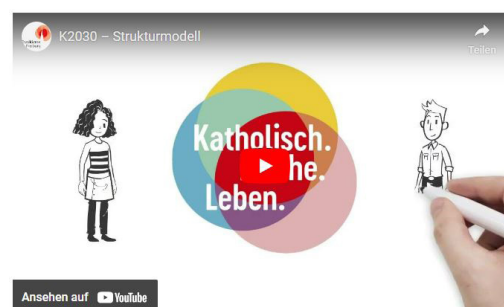 K2030 – Strukturmodell
Teilen
Katholisch.
he.
Leben.
Ansehen auf YouTube